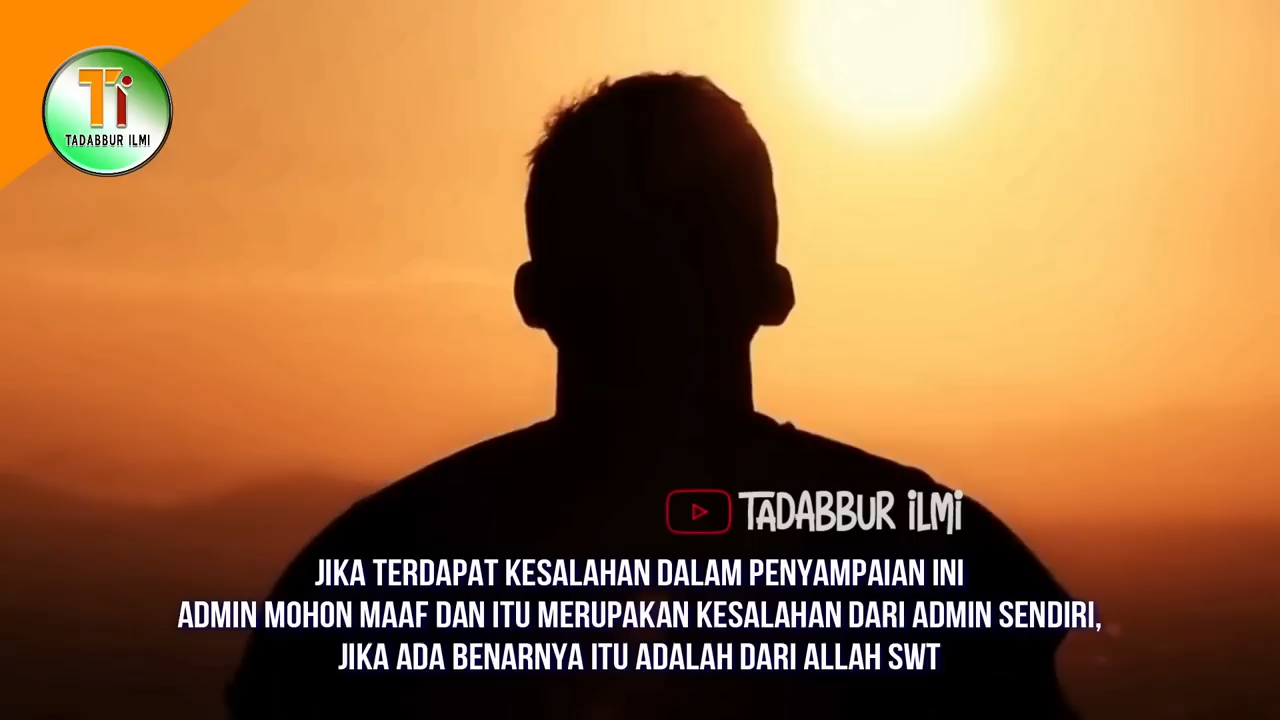 Ti
TADABBUR ILMI
TADABBUR iLMi
JIKA TERDAPAT KESALAHAN DALAM PENYAMPAIAN INI
ADMIN MOHON MAAF DAN ITU MERUPAKAN KESALAHAN DARI ADMIN SENDIRI,
JIKA ADA BENARNYA ITU ADALAH DARI ALLAH SWT